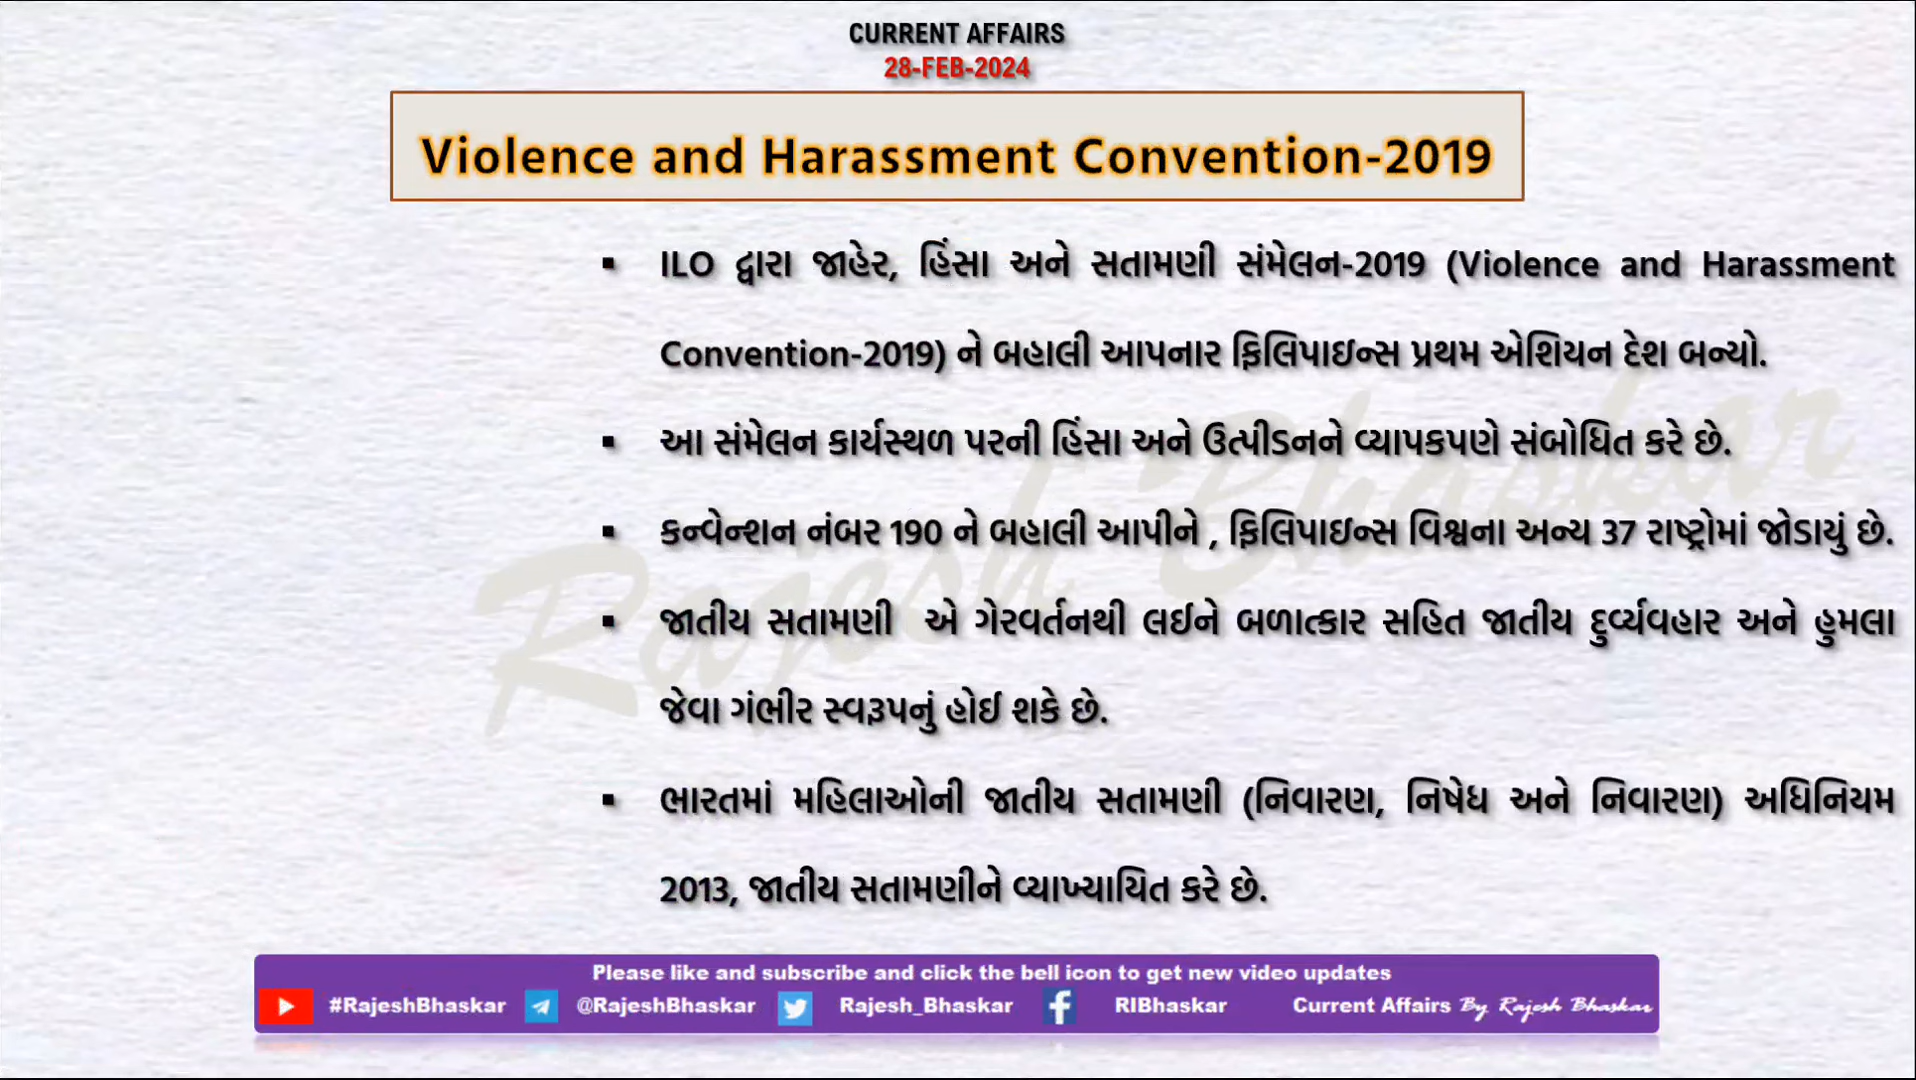 CURRENT AFFAIRS
28-FEB-2024
Violence and Harassment Convention-2019
▪ ILO દ્વારા જાહેર, હિંસા અને સતામણી સંમેલન-2019 (Violence and Harassment
Convention-2019) ને બહાલી આપનાર ફિલિપાઇન્સ પ્રથમ એશિયન દેશ બન્યો.
▪ આ સંમેલન કાર્યસ્થળ પરની હિંસા અને ઉત્પીડનને વ્યાપકપણે સંબોધિત કરે છે.
▪ કન્વેન્શન નંબર 190 ને બહાલી આપીને , ફિલિપાઇન્સ વિશ્વના અન્ય 37 રાષ્ટ્રોમાં જોડાયું છે.
▪ જાતીય સતામણી એ ગેરવર્તનથી લઈને બળાત્કાર સહિત જાતીય દુર્વ્યવહાર અને હુમલા
જેવા ગંભીર સ્વરૂપનું હોઈ શકે છે.
▪ ભારતમાં મહિલાઓની જાતીય સતામણી (નિવારણ, નિષેધ અને નિવારણ) અધિનિયમ
2013, જાતીય સતામણીને વ્યાખ્યાયિત કરે છે.
Rajesh Bhaskar
Please like and subscribe and click the bell icon to get new video updates
#RajeshBhaskar @RajeshBhaskar Rajesh_Bhaskar RIBhaskar Current Affairs By Rajesh Bhaskar